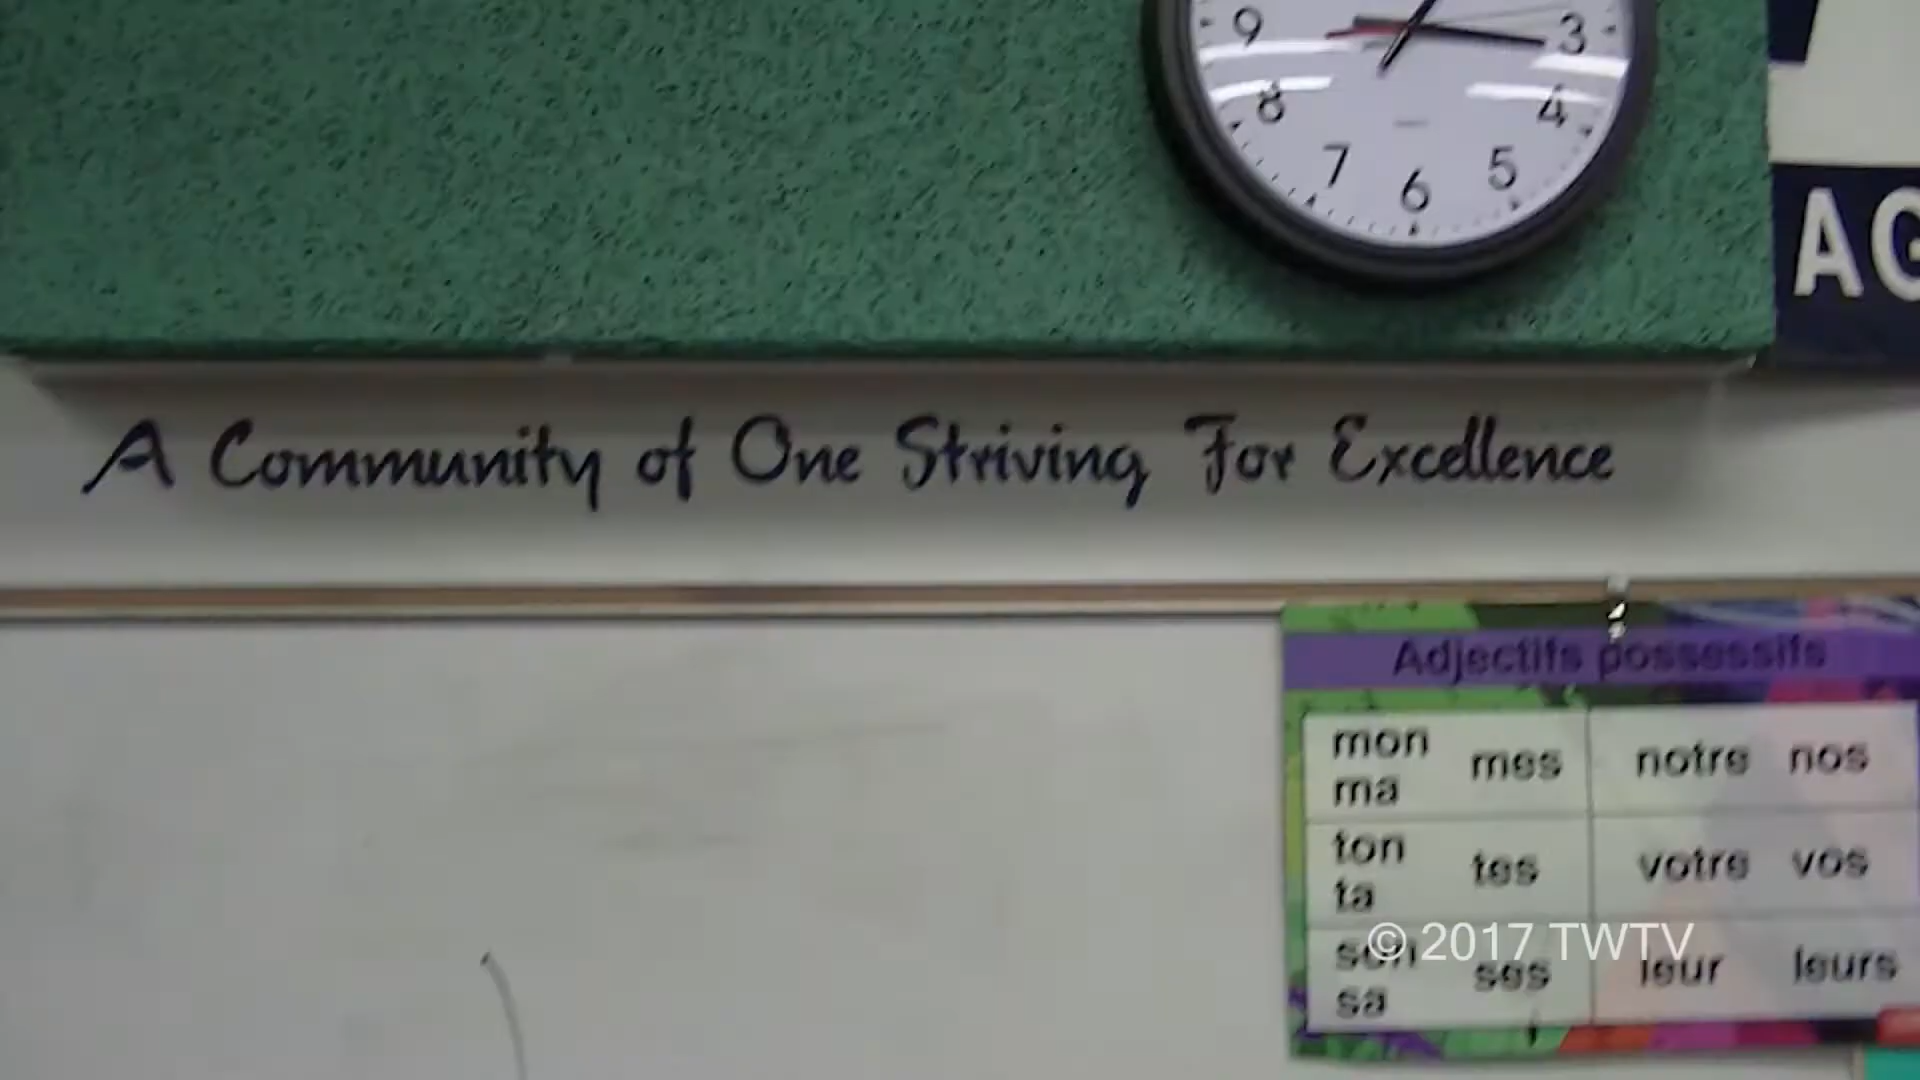 9 3
8 4
7 6 5
AG
A Community of One Striving For Excellence
Adjectifs possessifs
mon mes notre nos
ma
ton tes votre vos
ta
© 2017 TWTV
son ses leur leurs
sa